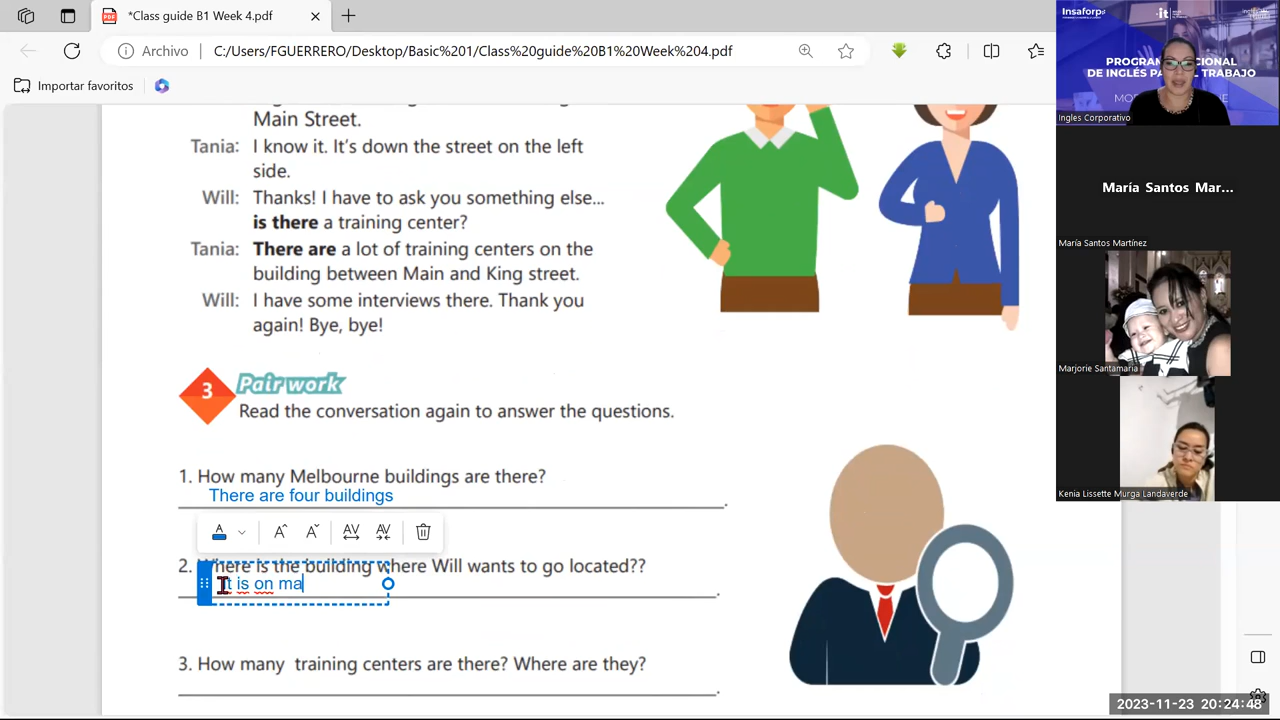 *Class guide B1 Week 4.pdf
Archivo
C:/Users/FGUERRERO/Desktop/Basic%201/Class%20guide%20B1%20Week%204.pdf
Importar favoritos
Main Street.
Tania: I know it. It's down the street on the left
side.
Will: Thanks! I have to ask you something else...
is there a training center?
Tania: There are a lot of training centers on the
building between Main and King street.
Will: I have some interviews there. Thank you
again! Bye, bye!
3 Pair work
Read the conversation again to answer the questions.
1. How many Melbourne buildings are there?
There are four buildings
2. Where is the building where Will wants to go located??
It is on ma
3. How many training centers are there? Where are they?
Insaforp
Ingles Corporativo
María Santos Mar...
María Santos Martínez
Marjorie Santamaria
Kenia Lissette Murga Landaverde
2023-11-23 20:24:48